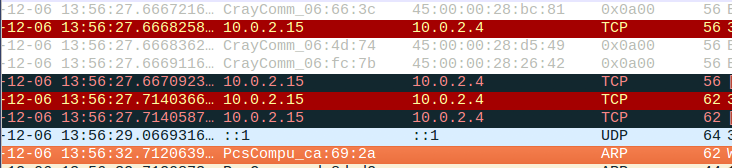 -12-06 13:56:27.6667216… CrayComm_06:66:3c 45:00:00:28:bc:81 0x0a00 56 E
-12-06 13:56:27.6668258… 10.0.2.15 10.0.2.4 TCP 56 3
-12-06 13:56:27.6668362… CrayComm_06:4d:74 45:00:00:28:d5:49 0x0a00 56 E
-12-06 13:56:27.6669116… CrayComm_06:fc:7b 45:00:00:28:26:42 0x0a00 56 E
-12-06 13:56:27.6670923… 10.0.2.15 10.0.2.4 TCP 56 [
-12-06 13:56:27.7140366… 10.0.2.15 10.0.2.4 TCP 62 3
-12-06 13:56:27.7140587… 10.0.2.15 10.0.2.4 TCP 62 [
-12-06 13:56:29.0669316… ::1 ::1 UDP 64 3
-12-06 13:56:32.7120639… PcsCompu_ca:69:2a ARP 62 W